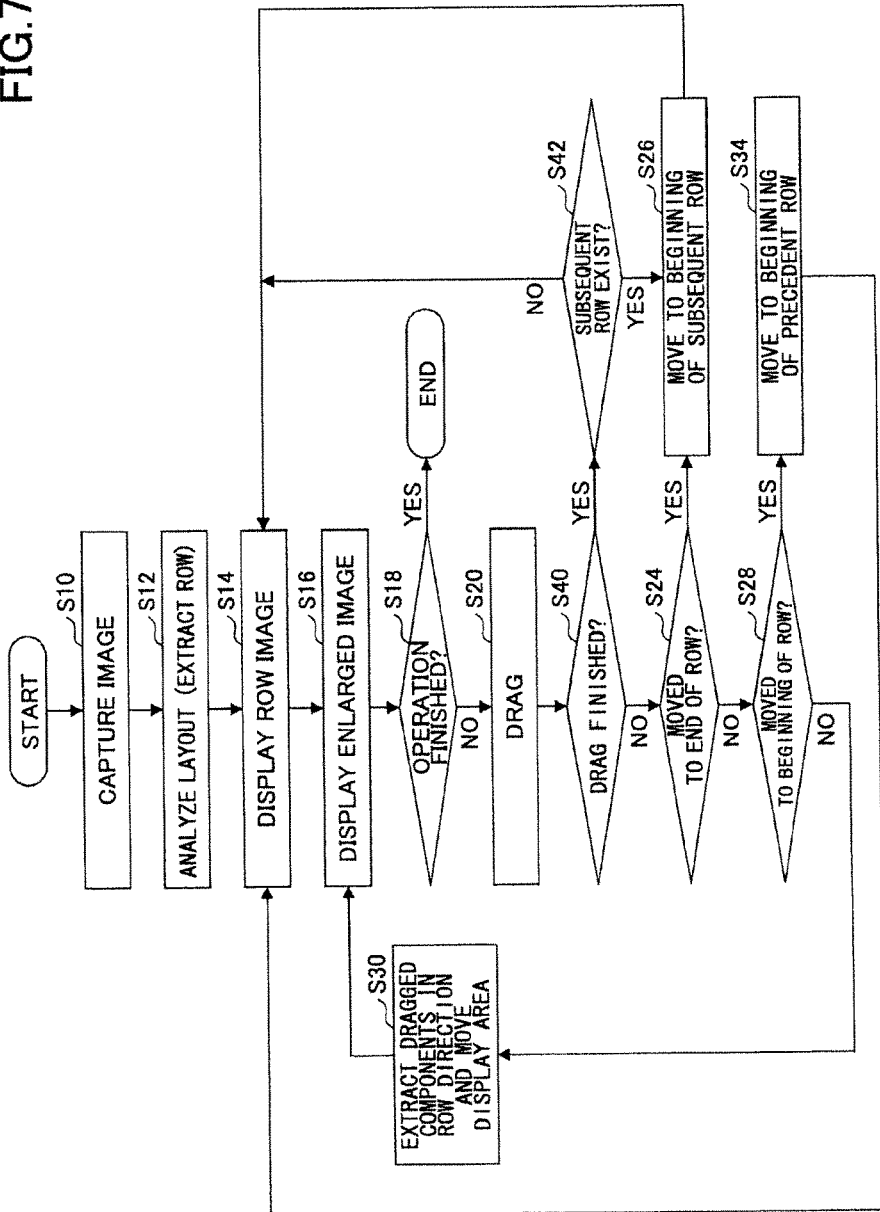 FIG.7
START
S10
CAPTURE IMAGE
S12
ANALYZE LAYOUT (EXTRACT ROW)
S14
DISPLAY ROW IMAGE
S16
DISPLAY ENLARGED IMAGE
S18
OPERATION
FINISHED?
YES
END
NO
S20
DRAG
S40
DRAG FINISHED?
YES
S42
SUBSEQUENT
ROW EXIST?
NO
YES
NO
S24
MOVED
TO END OF ROW?
YES
S26
MOVE TO BEGINNING
OF SUBSEQUENT ROW
NO
S28
MOVED
TO BEGINNING OF ROW?
YES
S34
MOVE TO BEGINNING
OF PRECEDENT ROW
NO
S30
EXTRACT DRAGGED
COMPONENTS IN
ROW DIRECTION
AND MOVE
DISPLAY AREA